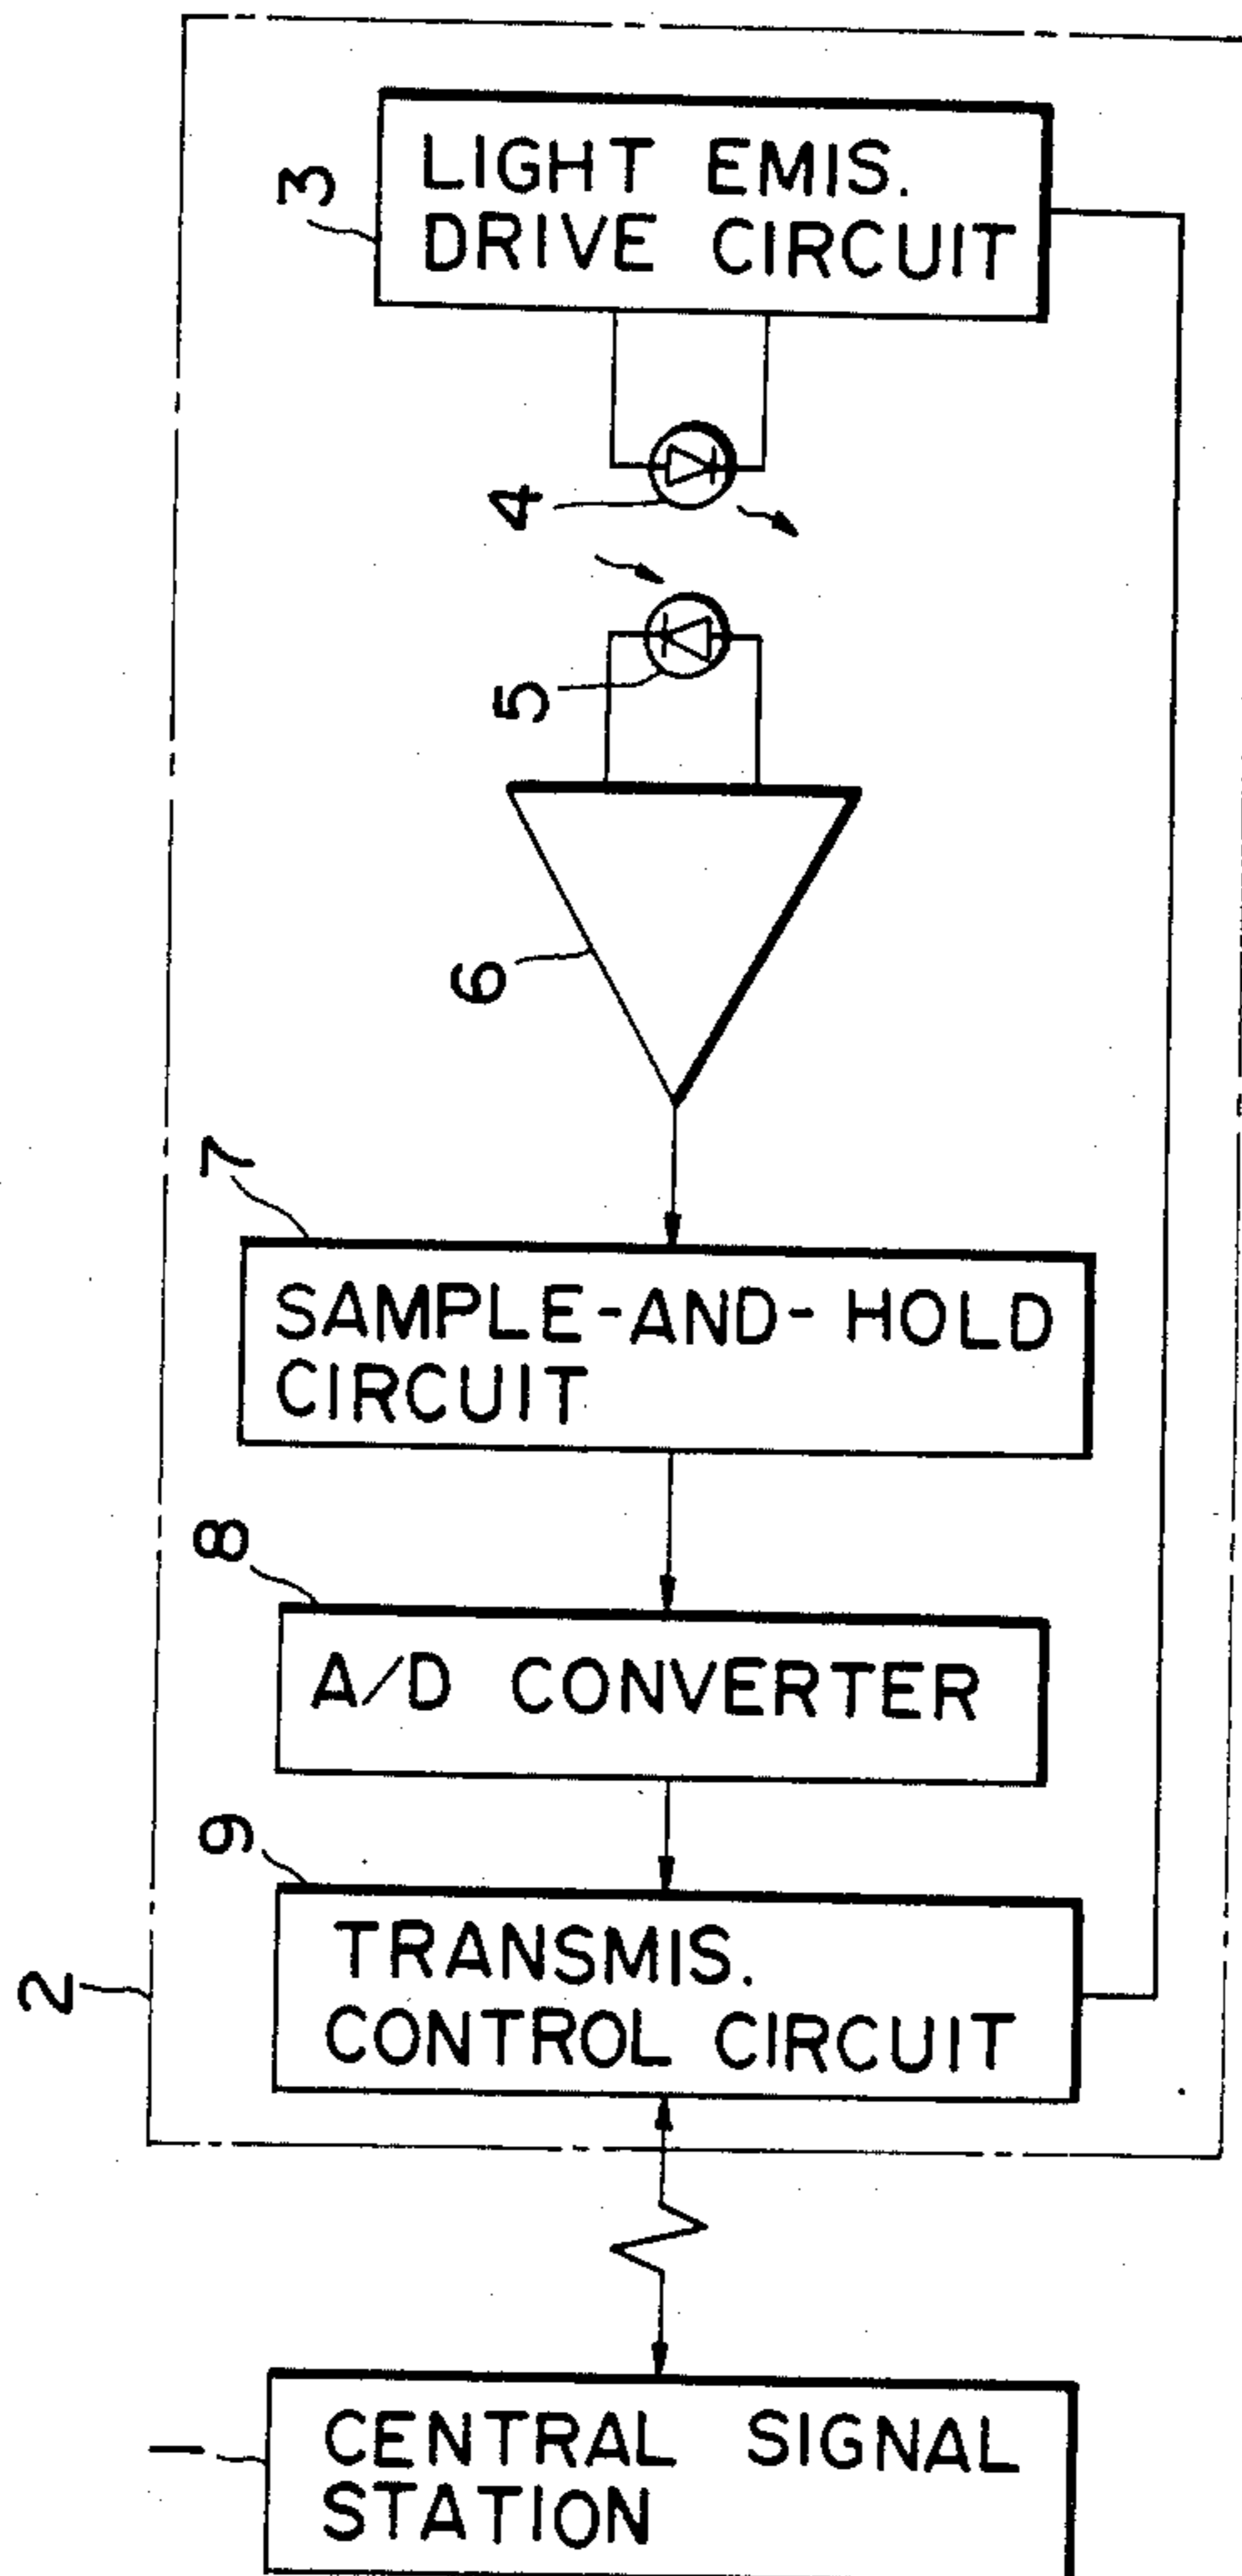 3
LIGHT EMIS.
DRIVE CIRCUIT
4
5
6
7
SAMPLE-AND-HOLD
CIRCUIT
8
A/D CONVERTER
9
TRANSMIS.
CONTROL CIRCUIT
2
1
CENTRAL SIGNAL
STATION